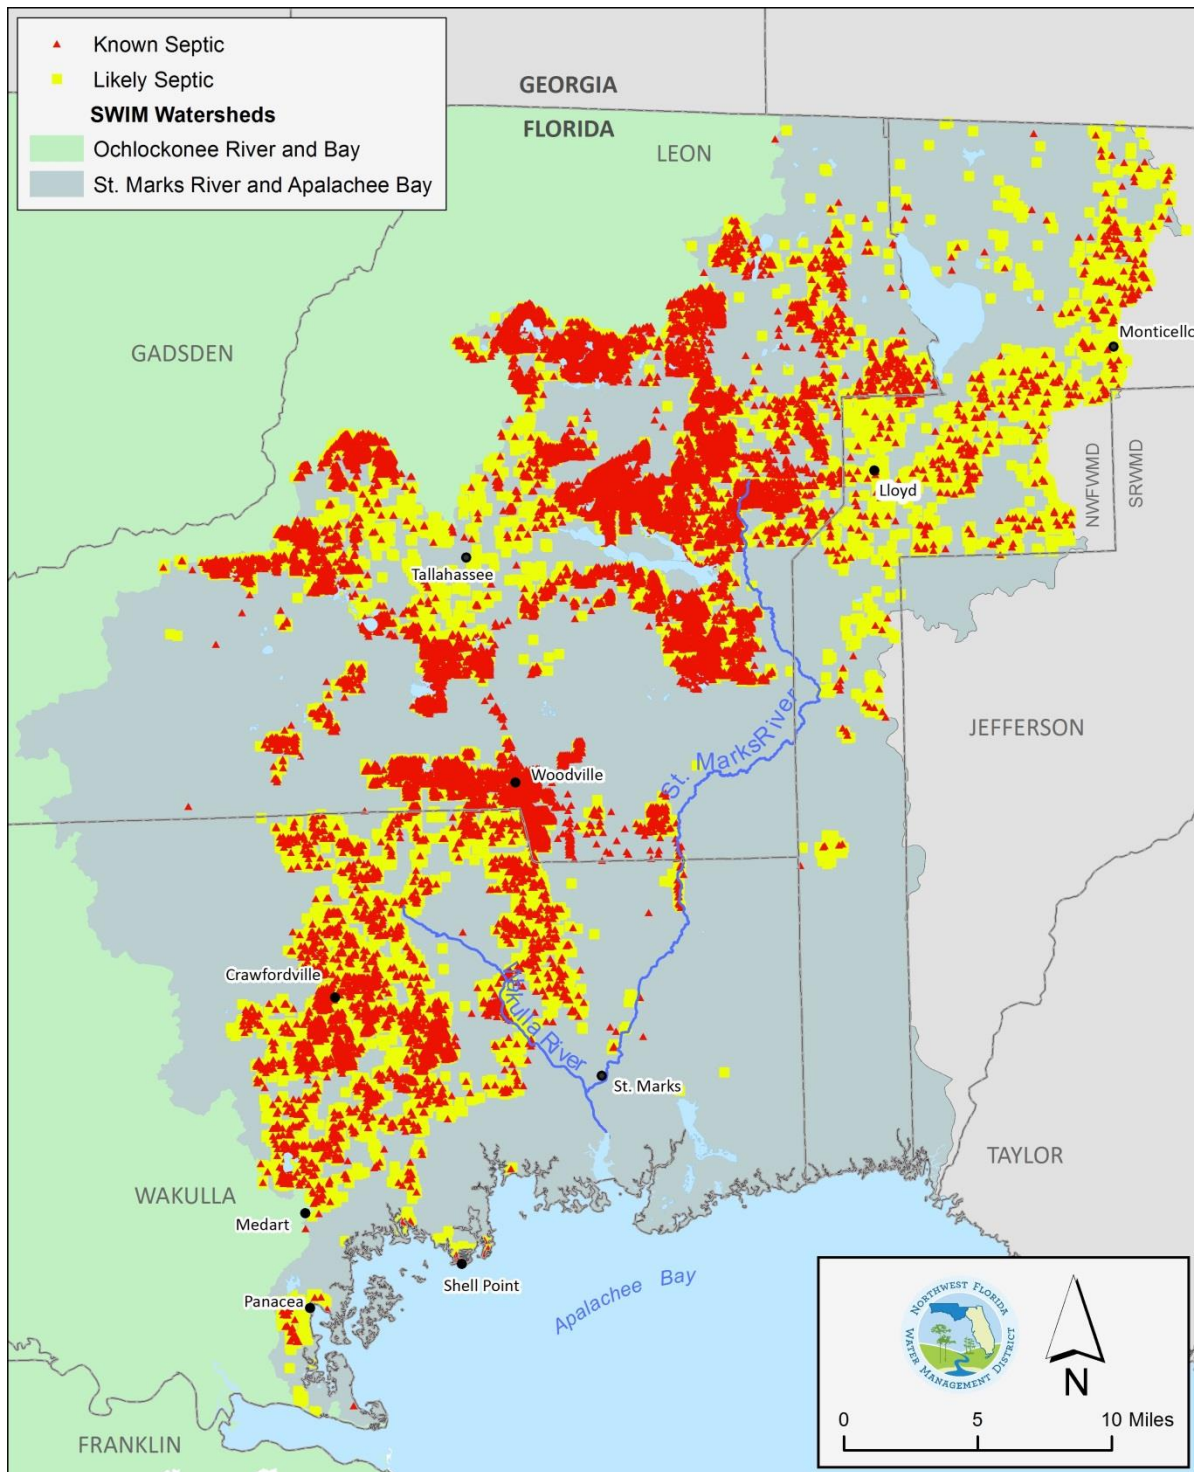 Known Septic
Likely Septic
SWIM Watersheds
Ochlockonee River and Bay
St. Marks River and Apalachee Bay
GEORGIA
FLORIDA
LEON
GADSDEN
Monticello
NWFWMD
SRWMD
Lloyd
Tallahassee
St. Marks River
JEFFERSON
Woodville
Crawfordville
Wakulla River
St. Marks
TAYLOR
WAKULLA
Medart
Shell Point
Panacea
Apalachee Bay
FRANKLIN
NORTHWEST FLORIDA
WATER MANAGEMENT DISTRICT
N
0 5 10 Miles